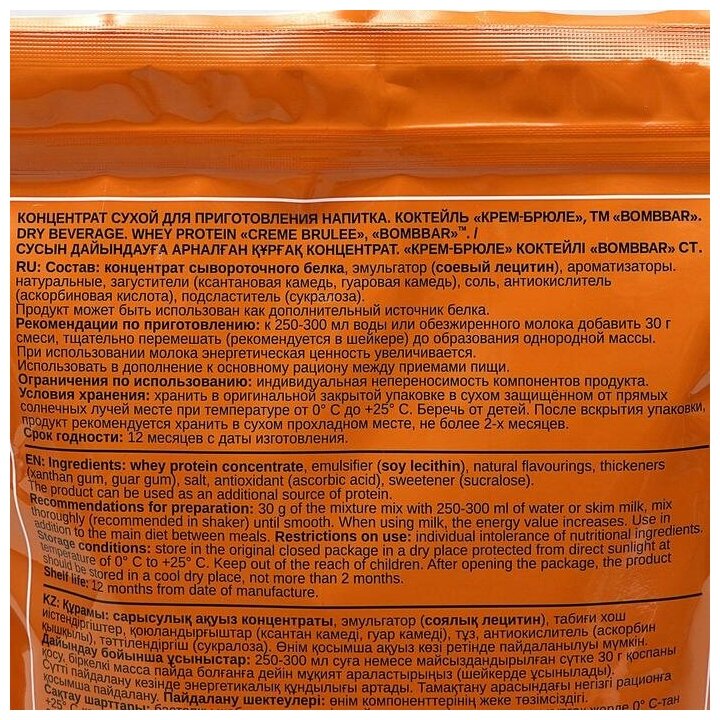 КОНЦЕНТРАТ СУХОЙ ДЛЯ ПРИГОТОВЛЕНИЯ НАПИТКА. КОКТЕЙЛЬ «КРЕМ-БРЮЛЕ», ТМ «BOMBBAR».
DRY BEVERAGE. WHEY PROTEIN «CREME BRULEE», «BOMBBAR»™. /
СУСЫН ДАЙЫНДАУҒА АРНАЛҒАН ҚҰРҒАҚ КОНЦЕНТРАТ. «КРЕМ-БРЮЛЕ» КОКТЕЙЛІ «BOMBBAR» СТ.
RU: Состав: концентрат сывороточного белка, эмульгатор (соевый лецитин), ароматизаторы.
натуральные, загустители (ксантановая камедь, гуаровая камедь), соль, антиокислитель
(аскорбиновая кислота), подсластитель (сукралоза).
Продукт может быть использован как дополнительный источник белка.
Рекомендации по приготовлению: к 250-300 мл воды или обезжиренного молока добавить 30 г
смеси, тщательно перемешать (рекомендуется в шейкере) до образования однородной массы.
При использовании молока энергетическая ценность увеличивается.
Использовать в дополнение к основному рациону между приемами пищи.
Ограничения по использованию: индивидуальная непереносимость компонентов продукта.
Условия хранения: хранить в оригинальной закрытой упаковке в сухом защищённом от прямых
солнечных лучей месте при температуре от 0° С до +25° С. Беречь от детей. После вскрытия упаковки,
продукт рекомендуется хранить в сухом прохладном месте, не более 2-х месяцев.
Срок годности: 12 месяцев с даты изготовления.
EN: Ingredients: whey protein concentrate, emulsifier (soy lecithin), natural flavourings, thickeners
(xanthan gum, guar gum), salt, antioxidant (ascorbic acid), sweetener (sucralose).
The product can be used as an additional source of protein.
Recommendations for preparation: 30 g of the mixture mix with 250-300 ml of water or skim milk, mix
thoroughly (recommended in shaker) until smooth. When using milk, the energy value increases. Use in
addition to the main diet between meals. Restrictions on use: individual intolerance of nutritional ingredients.
Storage conditions: store in the original closed package in a dry place protected from direct sunlight at
temperature of 0° C to +25° C. Keep out of the reach of children. After opening the package, the product
should be stored in a cool dry place, not more than 2 months.
Shelf life: 12 months from date of manufacture.
KZ: Құрамы: сарысулық ақуыз концентраты, эмульгатор (соялық лецитин), табиғи хош
иістендіргіштер, қоюландырғыштар (ксантан камеді, гуар камеді), тұз, антиокислитель (аскорбин
қышқылы), тәттілендіргіш (сукралоза). Өнім қосымша ақуыз көзі ретінде пайдаланылуы мүмкін.
Дайындау бойынша ұсыныстар: 250-300 мл суға немесе майсыздандырылған сүтке 30 г қоспаны
қосу, біркелкі масса пайда болғанға дейін мұқият араластырыңыз (шейкерде ұсынылады).
Сүтті пайдалану кезінде энергетикалық құндылығы артады. Тамақтану арасындағы негізгі рационға
қосымша пайдалану. Пайдалану шектеулері: өнім компоненттерінің жеке төзімсіздігі.
Сақтау шарттары: